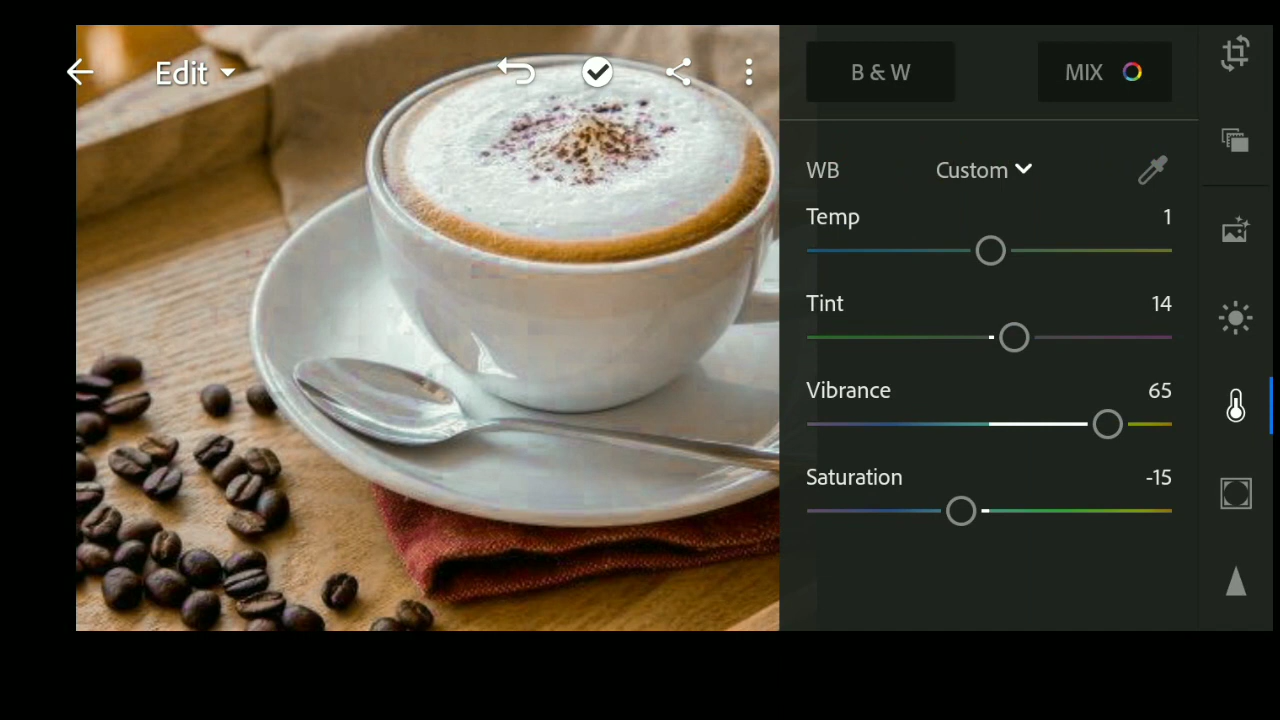 Edit
B & W
MIX
WB
Custom
Temp
1
Tint
14
Vibrance
65
Saturation
-15